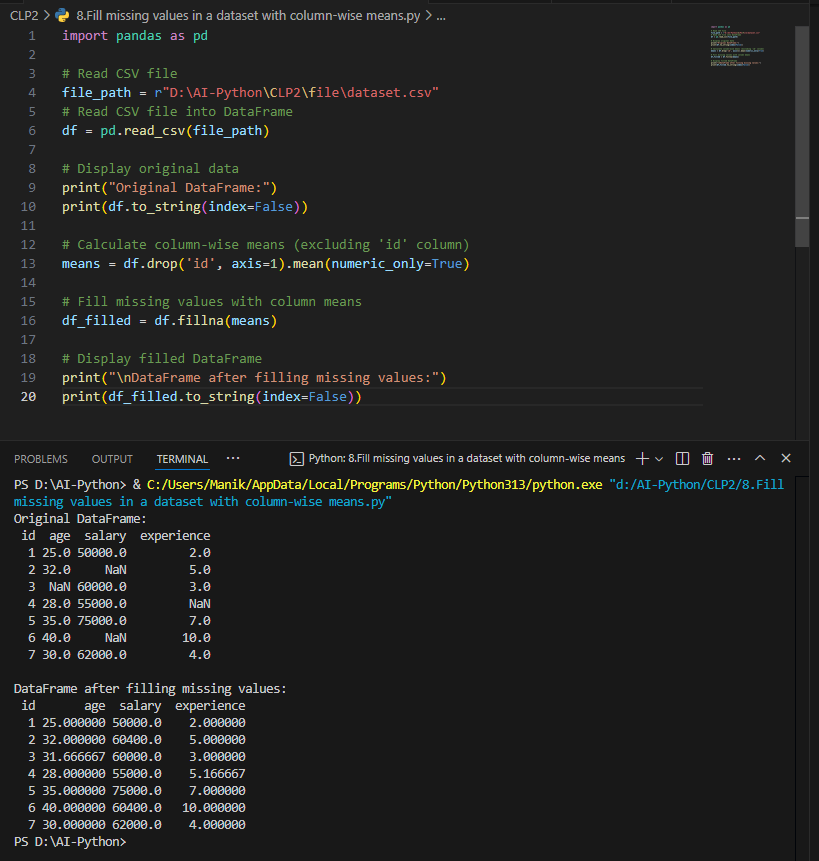 CLP2 > 8.Fill missing values in a dataset with column-wise means.py > ...
1 import pandas as pd
2
3 # Read CSV file
4 file_path = r"D:\AI-Python\CLP2\file\dataset.csv"
5 # Read CSV file into DataFrame
6 df = pd.read_csv(file_path)
7
8 # Display original data
9 print("Original DataFrame:")
10 print(df.to_string(index=False))
11
12 # Calculate column-wise means (excluding 'id' column)
13 means = df.drop('id', axis=1).mean(numeric_only=True)
14
15 # Fill missing values with column means
16 df_filled = df.fillna(means)
17
18 # Display filled DataFrame
19 print("\nDataFrame after filling missing values:")
20 print(df_filled.to_string(index=False))
PROBLEMS OUTPUT TERMINAL ... Python: 8.Fill missing values in a dataset with column-wise means
PS D:\AI-Python> & C:/Users/Manik/AppData/Local/Programs/Python/Python313/python.exe "d:/AI-Python/CLP2/8.Fill
missing values in a dataset with column-wise means.py"
Original DataFrame:
id age salary experience
1 25.0 50000.0 2.0
2 32.0 NaN 5.0
3 NaN 60000.0 3.0
4 28.0 55000.0 NaN
5 35.0 75000.0 7.0
6 40.0 NaN 10.0
7 30.0 62000.0 4.0
DataFrame after filling missing values:
id age salary experience
1 25.000000 50000.0 2.000000
2 32.000000 60400.0 5.000000
3 31.666667 60000.0 3.000000
4 28.000000 55000.0 5.166667
5 35.000000 75000.0 7.000000
6 40.000000 60400.0 10.000000
7 30.000000 62000.0 4.000000
PS D:\AI-Python>